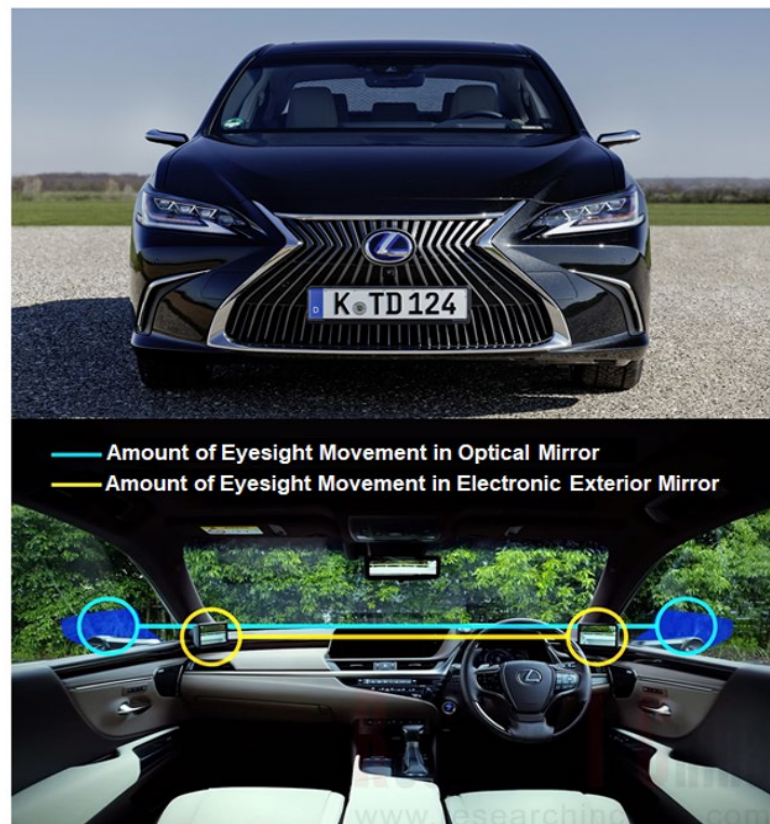 D
K TD 124
Amount of Eyesight Movement in Optical Mirror
Amount of Eyesight Movement in Electronic Exterior Mirror